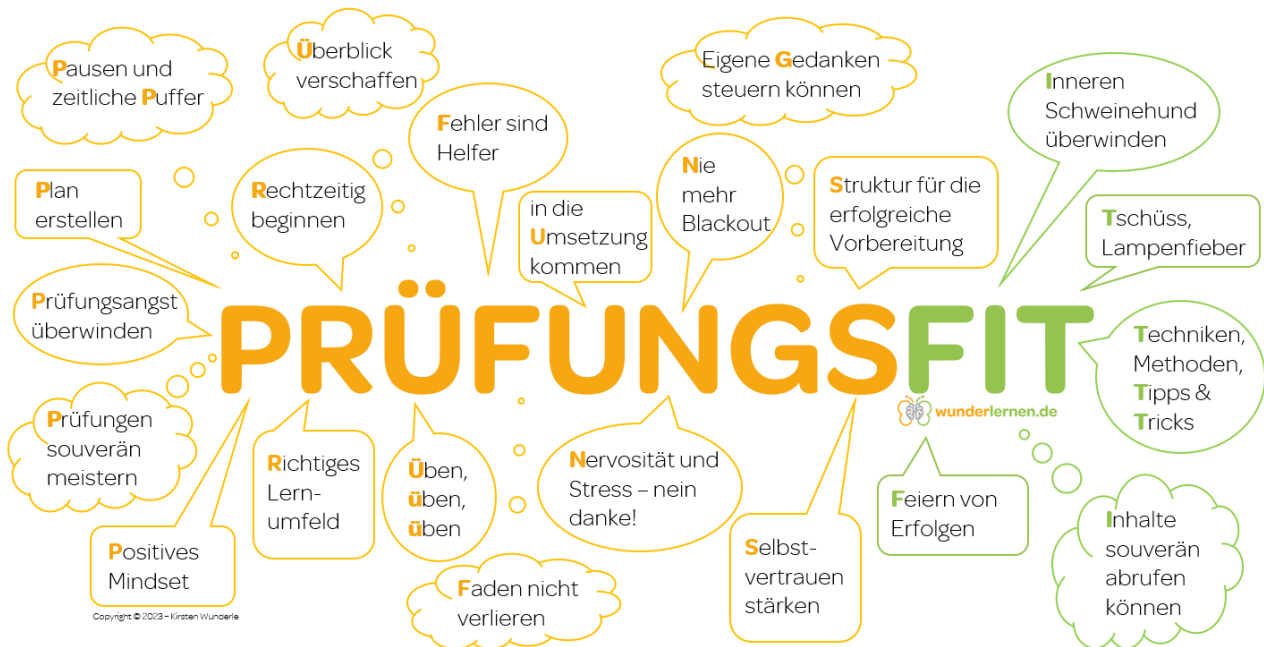 Pausen und
zeitliche Puffer
Überblick
verschaffen
Eigene Gedanken
steuern können
Fehler sind
Helfer
Inneren
Schweinehund
überwinden
Plan
erstellen
Rechtzeitig
beginnen
in die
Umsetzung
kommen
Nie
mehr
Blackout
Struktur für die
erfolgreiche
Vorbereitung
Tschüss,
Lampenfieber
Prüfungsangst
überwinden
PRÜFUNGSFIT
wunderlernen.de
Techniken,
Methoden,
Tipps &
Tricks
Prüfungen
souverän
meistern
Richtiges
Lern-
umfeld
Üben,
üben,
üben
Nervosität und
Stress – nein
danke!
Feiern von
Erfolgen
Positives
Mindset
Faden nicht
verlieren
Selbst-
vertrauen
stärken
Inhalte
souverän
abrufen
können
Copyright © 2023 – Kirsten Wunderle